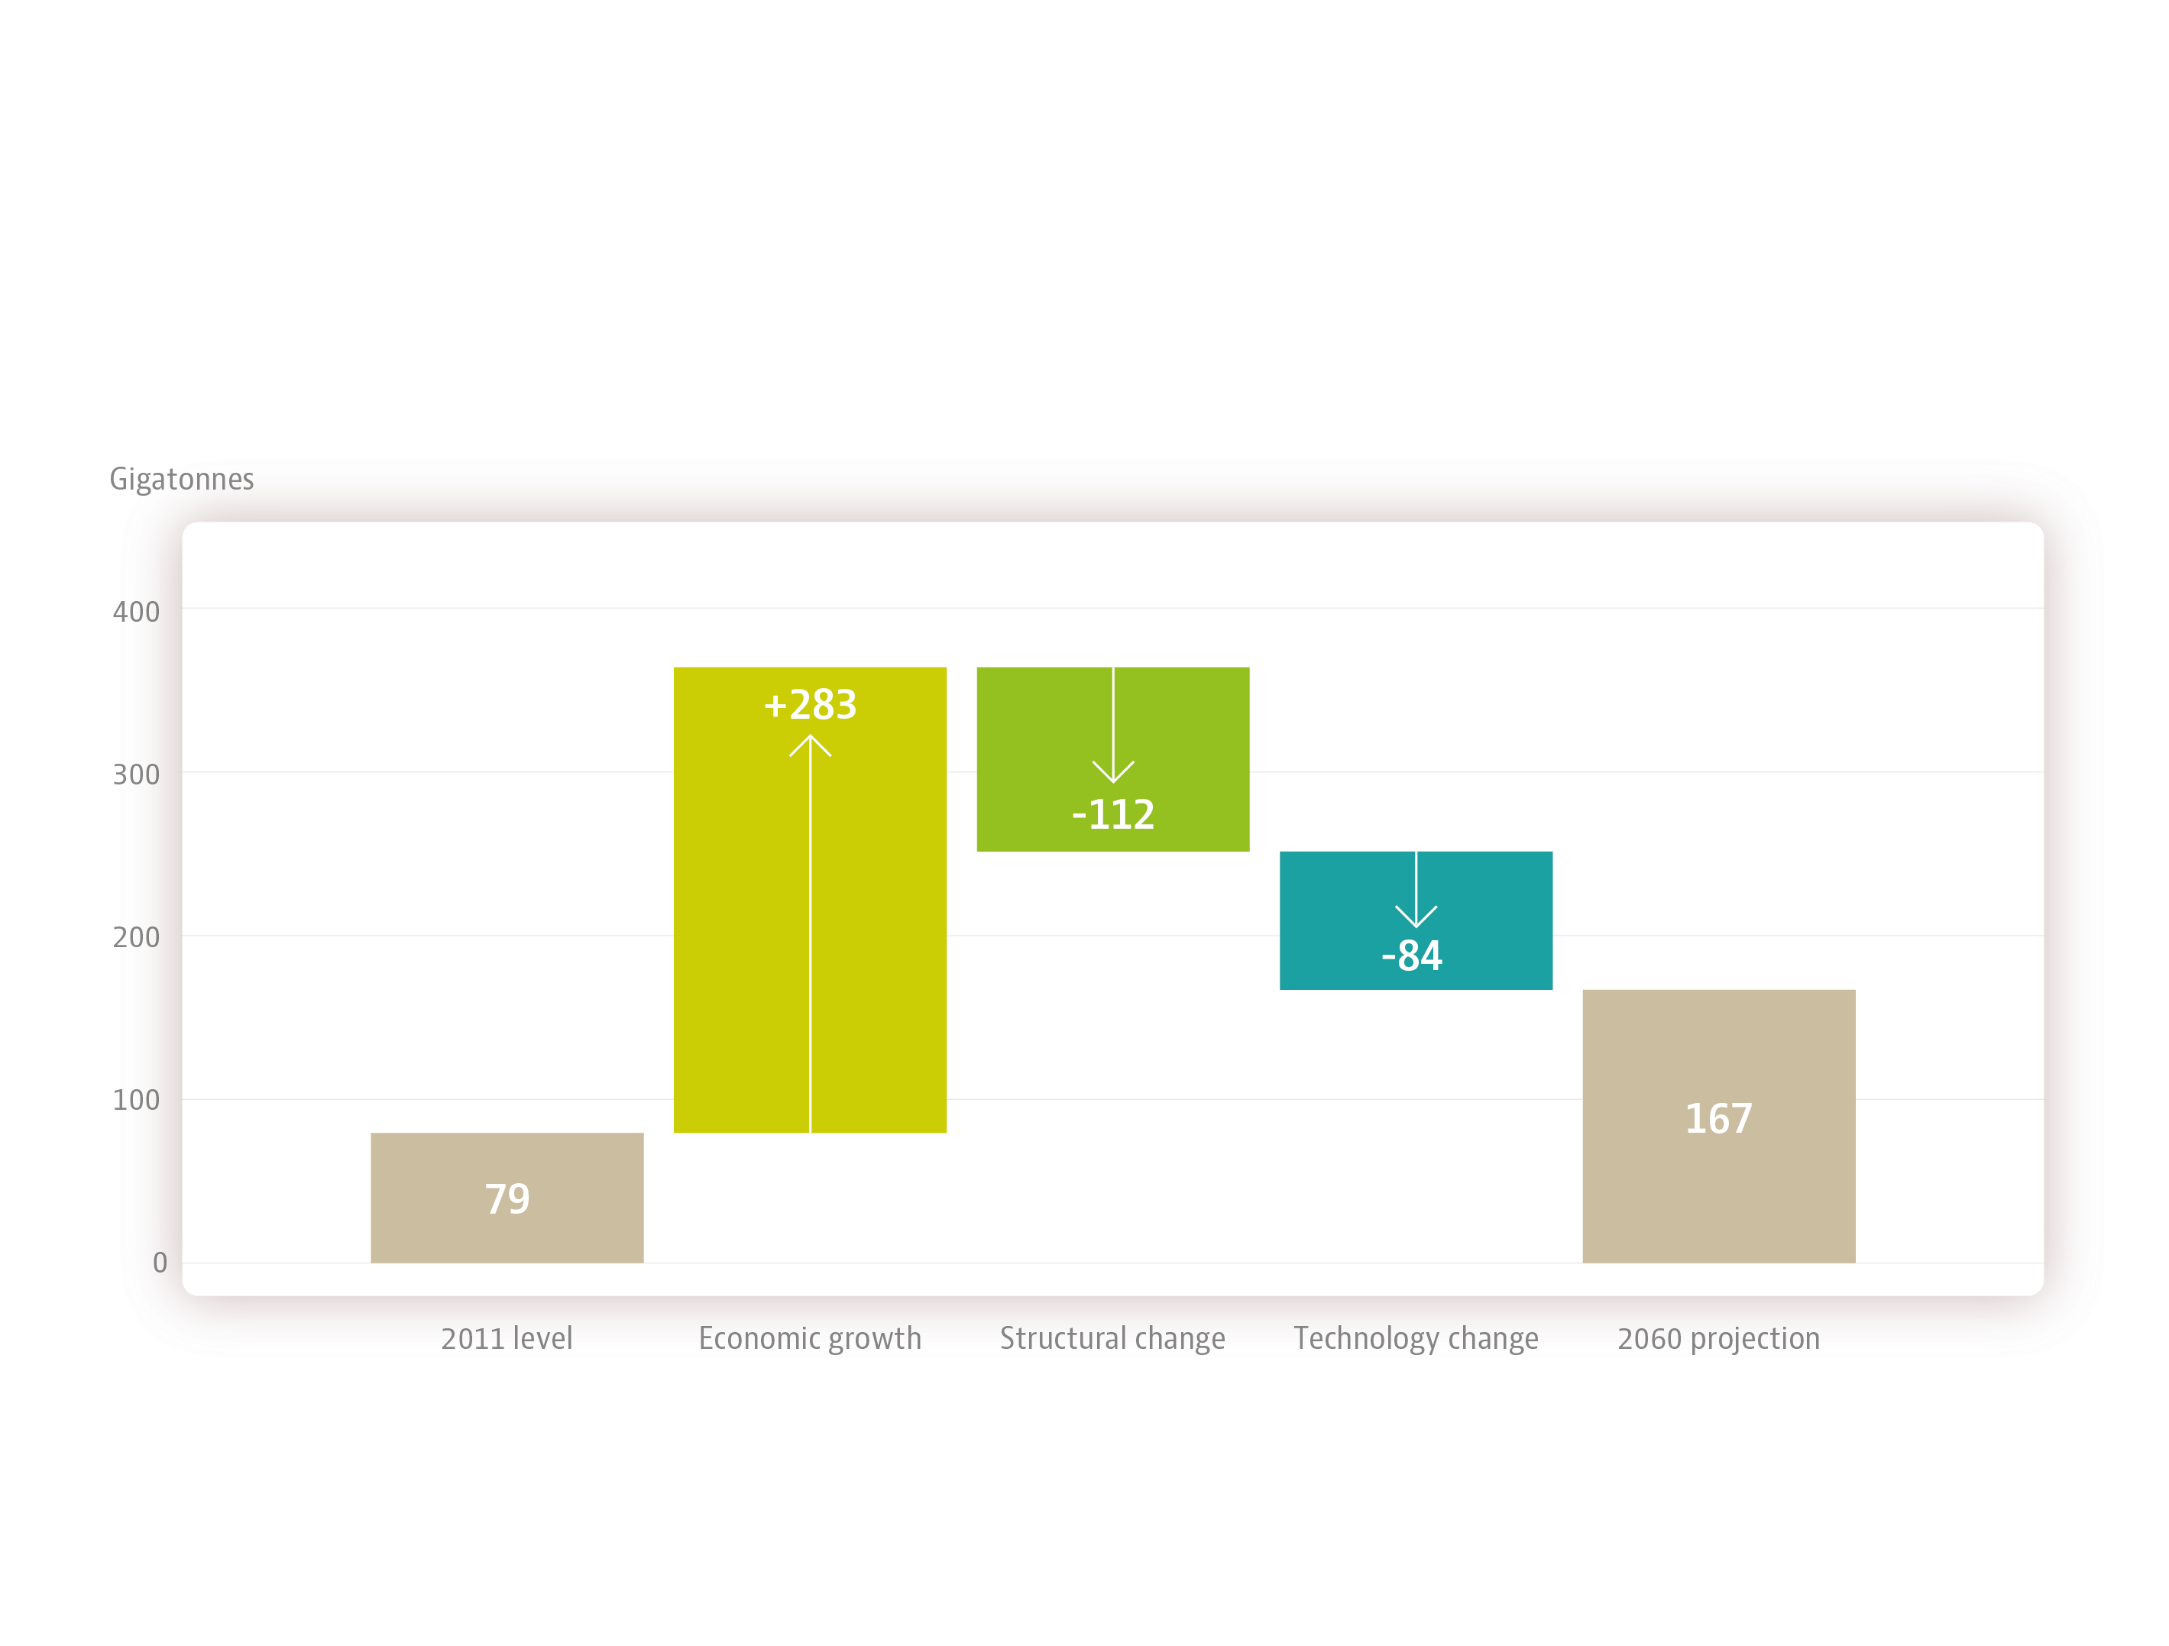 Gigatonnes
400
300
200
100
0
79
+283
-112
-84
167
2011 level
Economic growth
Structural change
Technology change
2060 projection